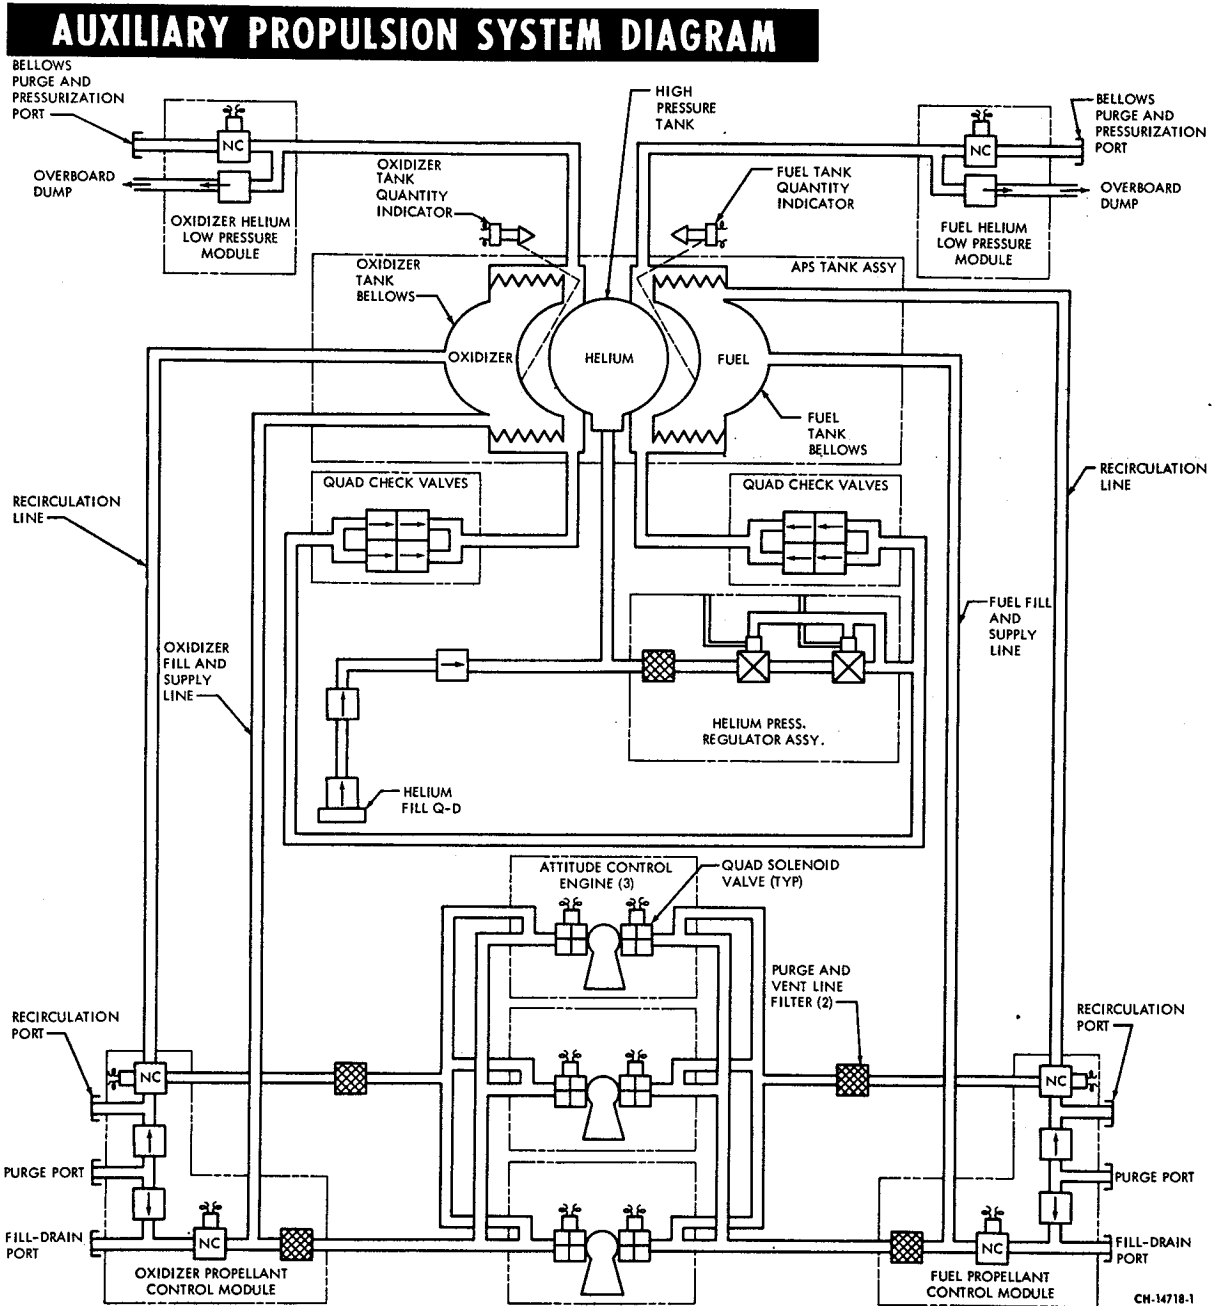 AUXILIARY PROPULSION SYSTEM DIAGRAM
BELLOWS
PURGE AND
PRESSURIZATION
PORT
NC
OVERBOARD
DUMP
OXIDIZER HELIUM
LOW PRESSURE
MODULE
OXIDIZER
TANK
QUANTITY
INDICATOR
HIGH
PRESSURE
TANK
FUEL TANK
QUANTITY
INDICATOR
NC
BELLOWS
PURGE AND
PRESSURIZATION
PORT
OVERBOARD
DUMP
FUEL HELIUM
LOW PRESSURE
MODULE
OXIDIZER
TANK
BELLOWS
APS TANK ASSY
OXIDIZER
HELIUM
FUEL
FUEL
TANK
BELLOWS
QUAD CHECK VALVES
QUAD CHECK VALVES
RECIRCULATION
LINE
RECIRCULATION
LINE
OXIDIZER
FILL AND
SUPPLY
LINE
FUEL FILL
AND
SUPPLY
LINE
HELIUM PRESS.
REGULATOR ASSY.
HELIUM
FILL Q-D
ATTITUDE CONTROL
ENGINE (3)
QUAD SOLENOID
VALVE (TYP)
PURGE AND
VENT LINE
FILTER (2)
RECIRCULATION
PORT
RECIRCULATION
PORT
NC
NC
PURGE PORT
PURGE PORT
FILL-DRAIN
PORT
NC
OXIDIZER PROPELLANT
CONTROL MODULE
NC
FUEL PROPELLANT
CONTROL MODULE
FILL-DRAIN
PORT
CH-14718-1